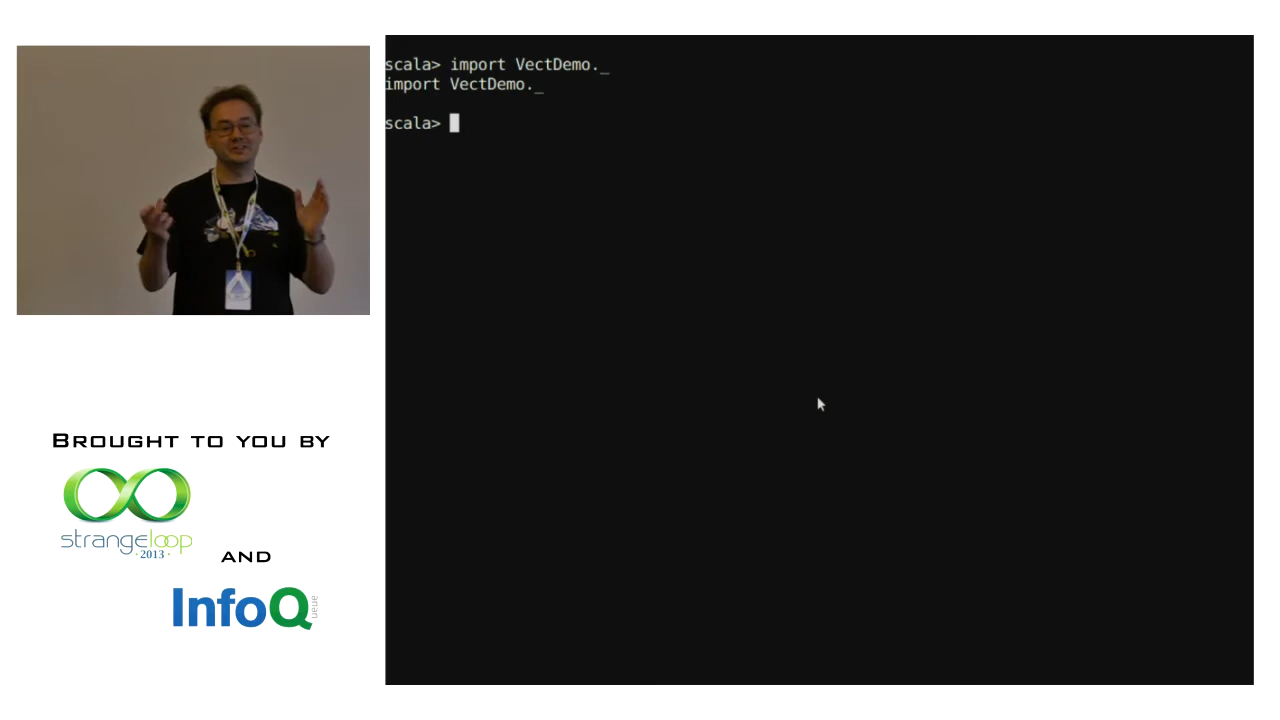 scala> import VectDemo._
import VectDemo._
scala>
BROUGHT TO YOU BY
strangeloop
· 2013 ·
AND
InfoQ